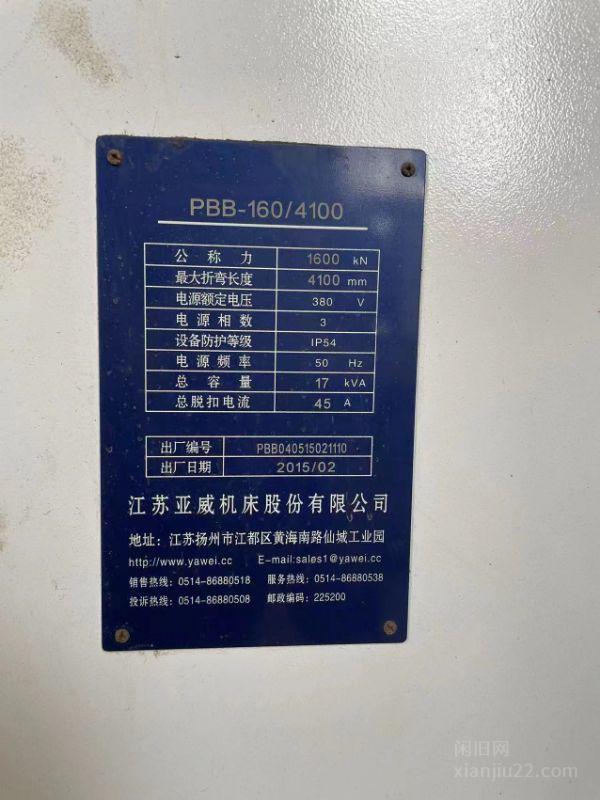 PBB-160/4100
公称力 1600 kN
最大折弯长度 4100 mm
电源额定电压 380 V
电源相数 3
设备防护等级 IP54
电源频率 50 Hz
总容量 17 kVA
总脱扣电流 45 A
出厂编号 PBB040515021110
出厂日期 2015/02
江苏亚威机床股份有限公司
地址: 江苏扬州市江都区黄海南路仙城工业园
http://www.yawei.cc E-mail:sales1@yawei.cc
销售热线: 0514-86880518 服务热线: 0514-86880538
投诉热线: 0514-86880508 邮政编码: 225200
闲旧网
xianjiu22.com